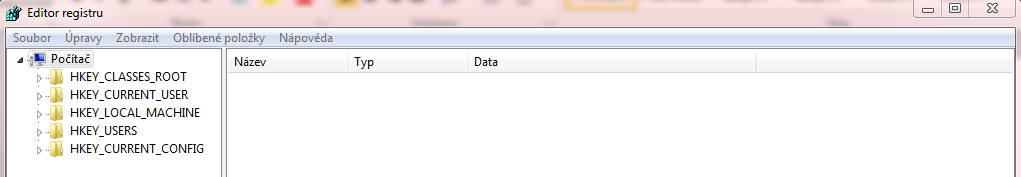 Editor registru
Soubor Úpravy Zobrazit Oblíbené položky Nápověda
Počítač
HKEY_CLASSES_ROOT
HKEY_CURRENT_USER
HKEY_LOCAL_MACHINE
HKEY_USERS
HKEY_CURRENT_CONFIG
Název Typ Data